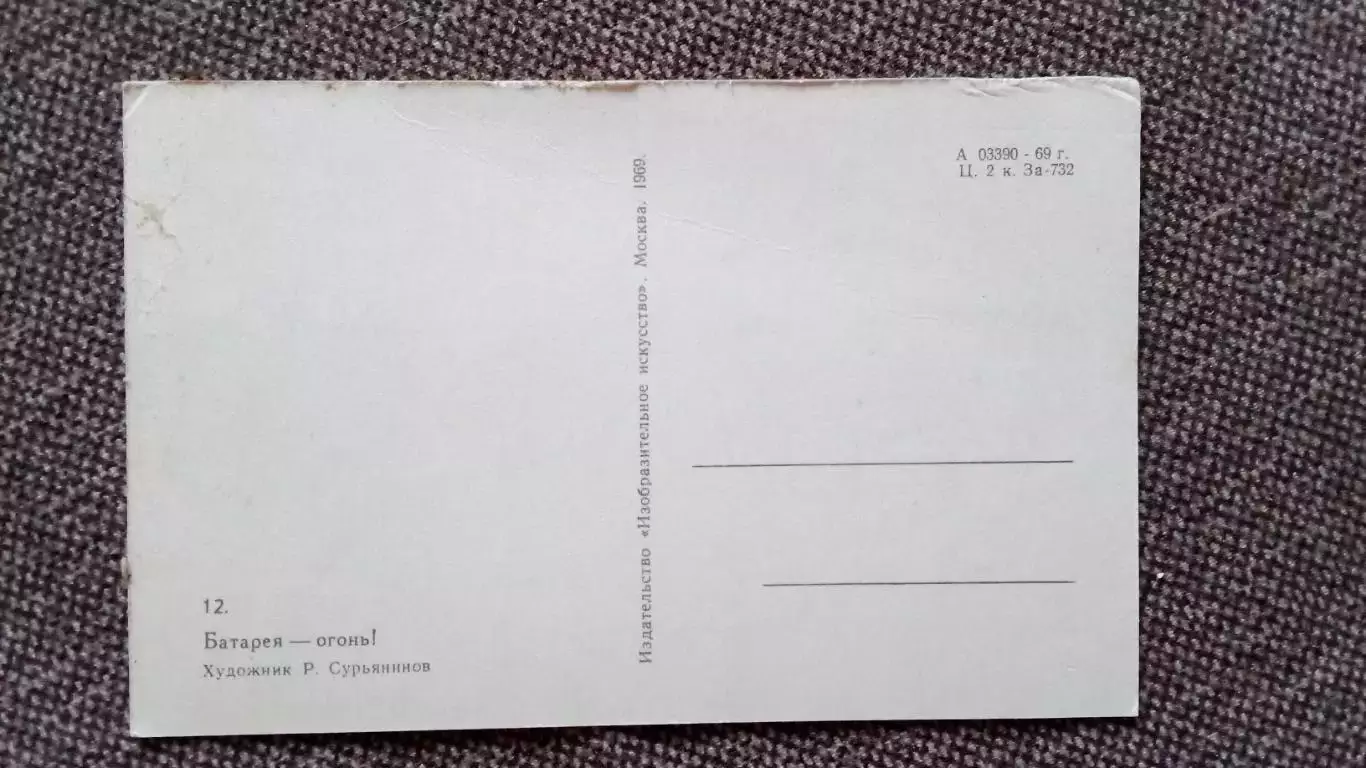 А 03390 - 69 г.
Ц. 2 к. За-732
Издательство «Изобразительное искусство». Москва. 1969.
12.
Батарея — огонь!
Художник Р. Сурьянинов